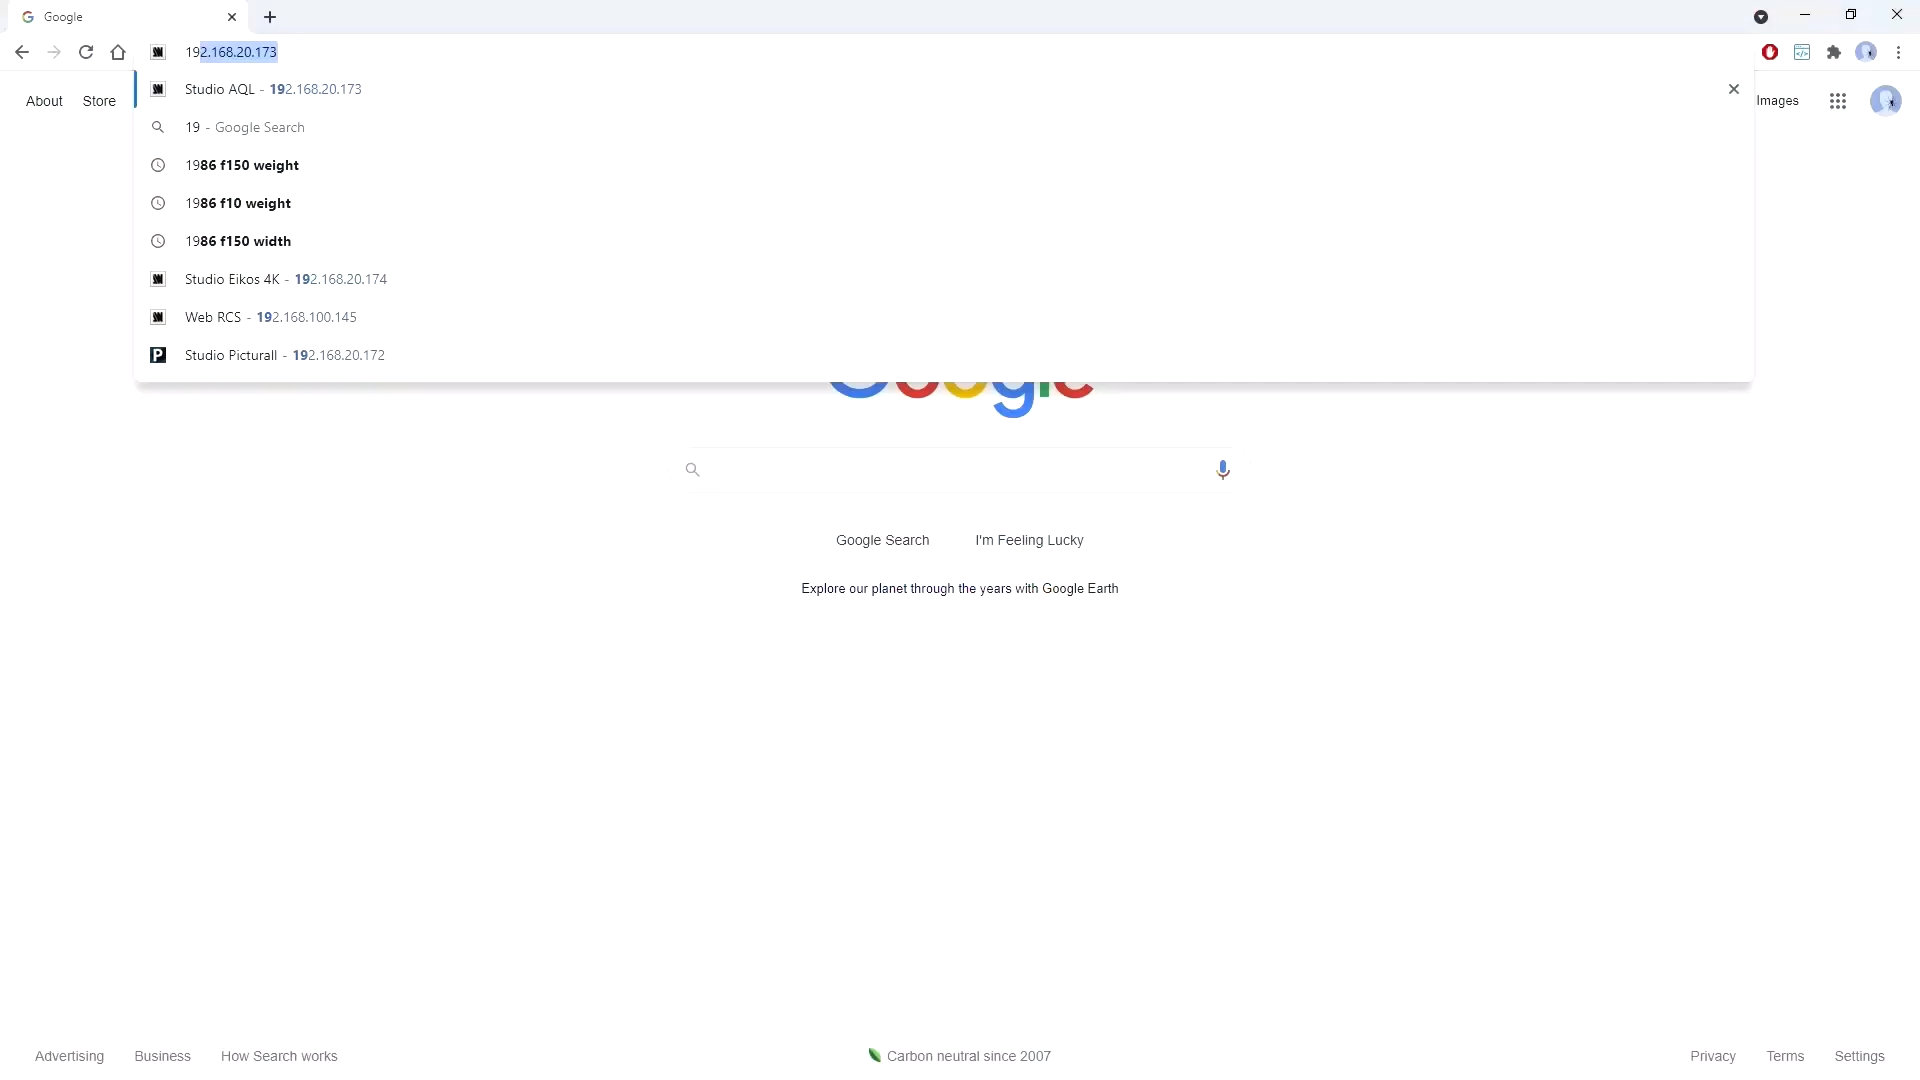 Google
192.168.20.173
Studio AQL - 192.168.20.173
About Store
Images
19 - Google Search
1986 f150 weight
1986 f10 weight
1986 f150 width
Studio Eikos 4K - 192.168.20.174
Web RCS - 192.168.100.145
P Studio Picturall - 192.168.20.172
Google
Google Search I'm Feeling Lucky
Explore our planet through the years with Google Earth
Advertising Business How Search works
Carbon neutral since 2007
Privacy Terms Settings